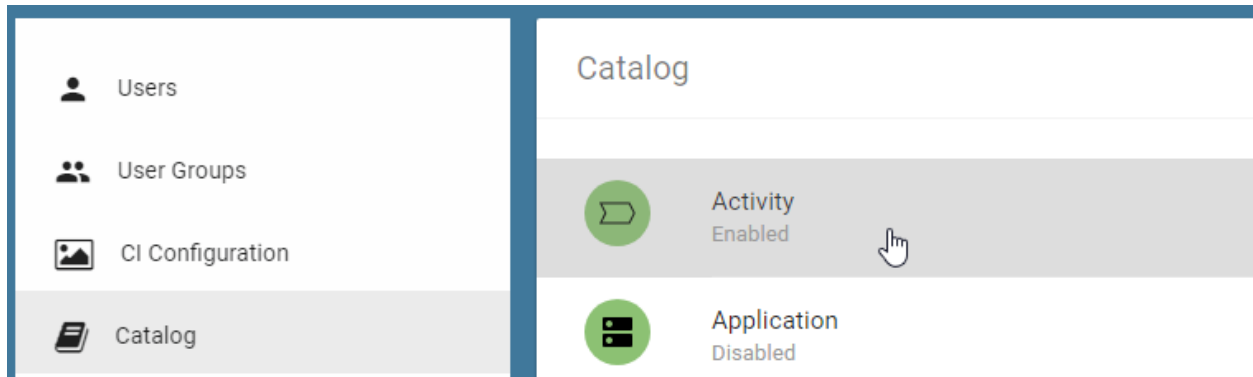 Users
User Groups
CI Configuration
Catalog
Catalog
Activity
Enabled
Application
Disabled